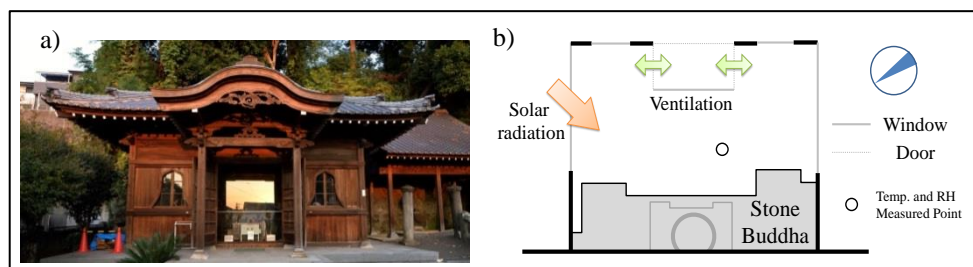 a)
b)
Solar
radiation
Ventilation
Window
Door
Temp. and RH
Measured Point
Stone
Buddha